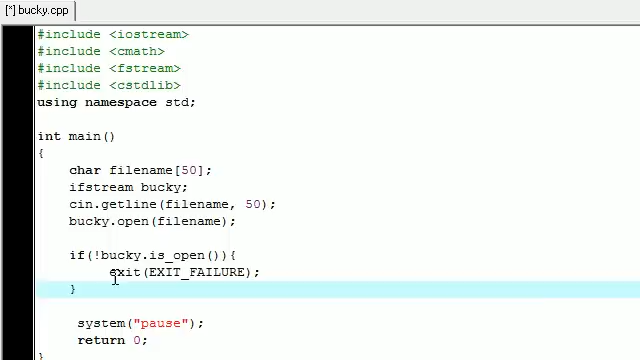 [*] bucky.cpp
#include <iostream>
#include <cmath>
#include <fstream>
#include <cstdlib>
using namespace std;
int main()
{
char filename[50];
ifstream bucky;
cin.getline(filename, 50);
bucky.open(filename);
if(!bucky.is_open()){
exit(EXIT_FAILURE);
}
system("pause");
return 0;
}